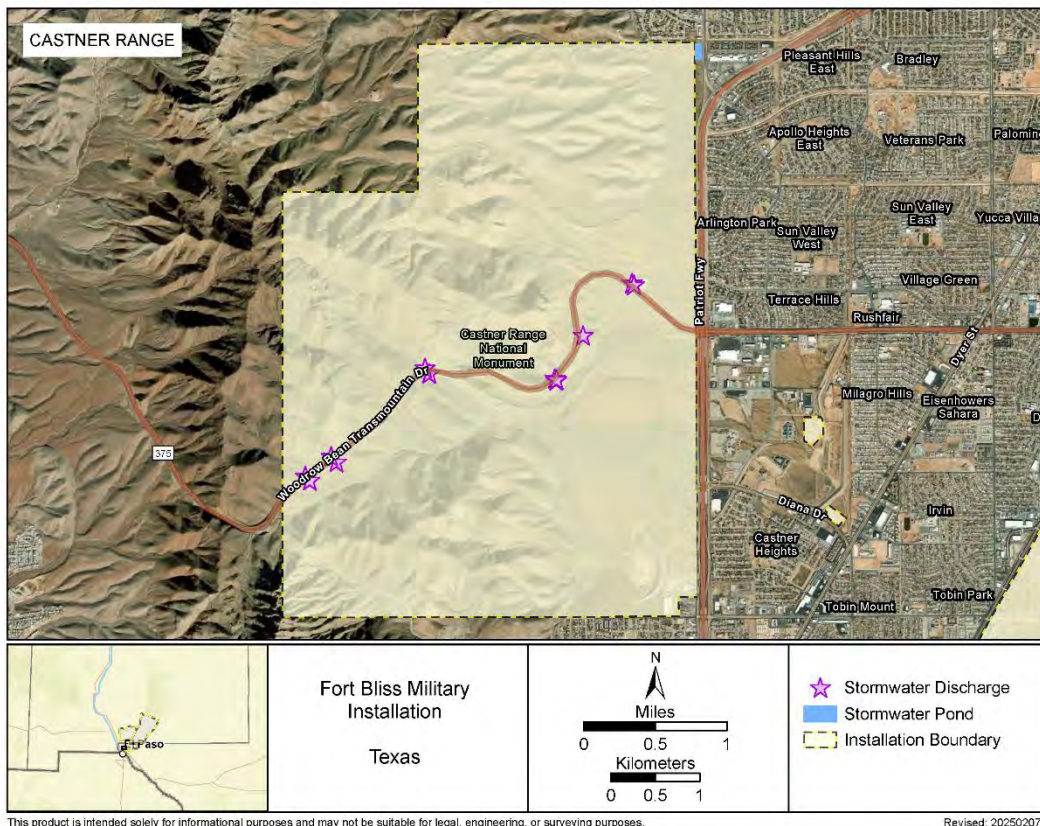 CASTNER RANGE
Pleasant Hills
East
Bradley
Apollo Heights
East
Veterans Park
Palomino
Arlington Park
Sun Valley
West
Sun Valley
East
Yucca Villa
Village Green
Terrace Hills
Rushfair
Patriot Fwy
Dyer St
Castner Range
National
Monument
Woodrow Bean Transmountain Dr
375
Milagro Hills
Eisenhowers
Sahara
D
Diana Dr
Irvin
Castner
Heights
Tobin Park
Tobin Mount
El Paso
Fort Bliss Military
Installation
Texas
N
Miles
0 0.5 1
Kilometers
0 0.5 1
Stormwater Discharge
Stormwater Pond
Installation Boundary
This product is intended solely for informational purposes and may not be suitable for legal, engineering, or surveying purposes.
Revised: 20250207